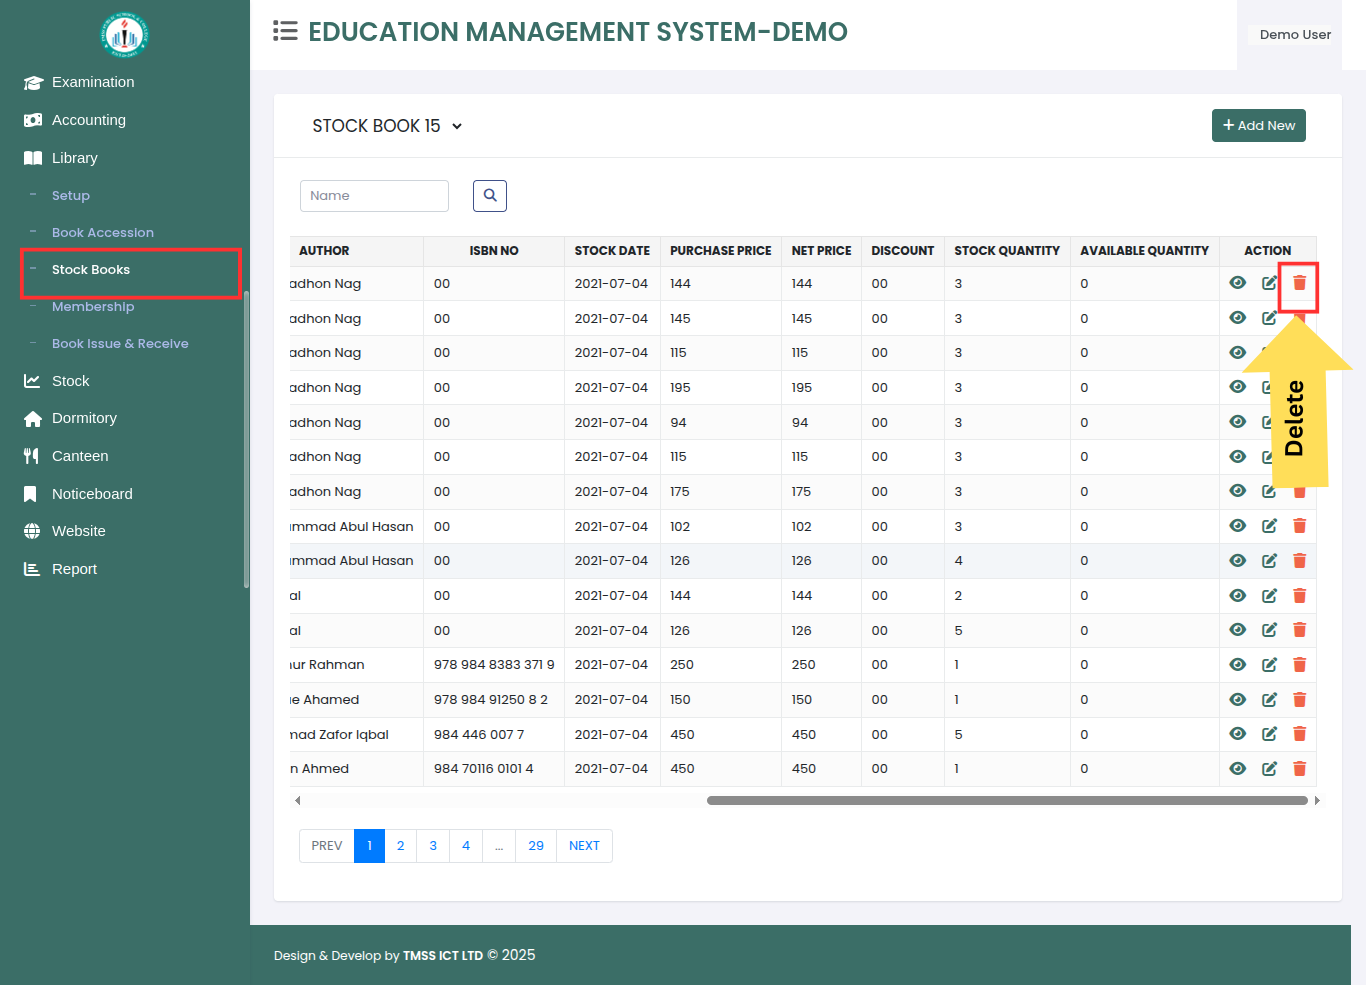 EDUCATION MANAGEMENT SYSTEM-DEMO
Demo User
Examination
Accounting
Library
Setup
Book Accession
Stock Books
Membership
Book Issue & Receive
Stock
Dormitory
Canteen
Noticeboard
Website
Report
STOCK BOOK 15
+ Add New
Name
AUTHOR ISBN NO STOCK DATE PURCHASE PRICE NET PRICE DISCOUNT STOCK QUANTITY AVAILABLE QUANTITY ACTION
adhon Nag 00 2021-07-04 144 144 00 3 0
adhon Nag 00 2021-07-04 145 145 00 3 0
adhon Nag 00 2021-07-04 115 115 00 3 0
adhon Nag 00 2021-07-04 195 195 00 3 0
adhon Nag 00 2021-07-04 94 94 00 3 0
adhon Nag 00 2021-07-04 115 115 00 3 0
adhon Nag 00 2021-07-04 175 175 00 3 0
ammad Abul Hasan 00 2021-07-04 102 102 00 3 0
ammad Abul Hasan 00 2021-07-04 126 126 00 4 0
al 00 2021-07-04 144 144 00 2 0
al 00 2021-07-04 126 126 00 5 0
ur Rahman 978 984 8383 371 9 2021-07-04 250 250 00 1 0
e Ahamed 978 984 91250 8 2 2021-07-04 150 150 00 1 0
mad Zafor Iqbal 984 446 007 7 2021-07-04 450 450 00 5 0
n Ahmed 984 70116 0101 4 2021-07-04 450 450 00 1 0
Delete
PREV 1 2 3 4 ... 29 NEXT
Design & Develop by TMSS ICT LTD © 2025